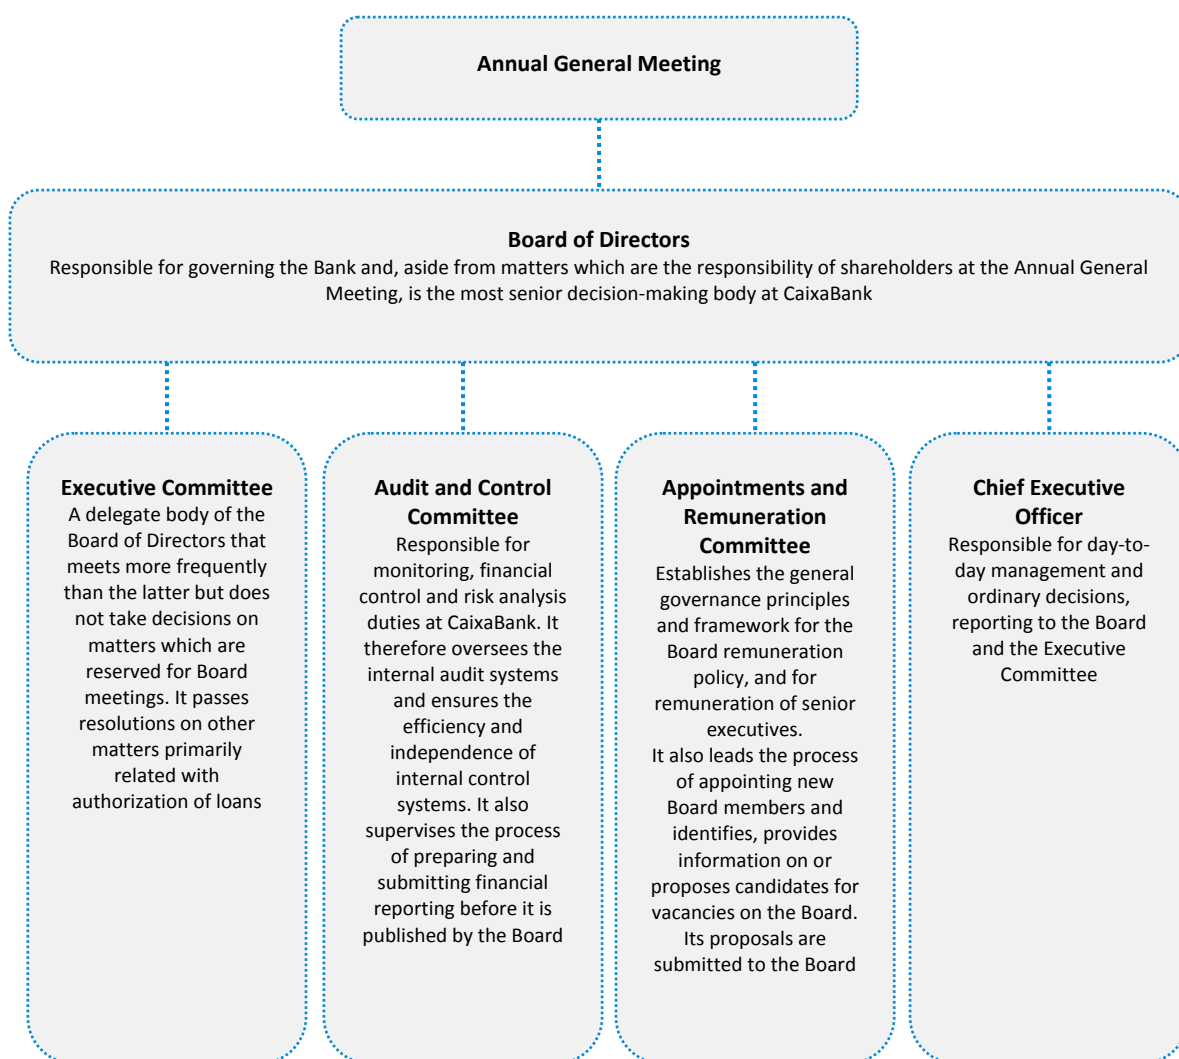 Annual General Meeting
Board of Directors
Responsible for governing the Bank and, aside from matters which are the responsibility of shareholders at the Annual General
Meeting, is the most senior decision-making body at CaixaBank
Executive Committee
A delegate body of the
Board of Directors that
meets more frequently
than the latter but does
not take decisions on
matters which are
reserved for Board
meetings. It passes
resolutions on other
matters primarily
related with
authorization of loans
Audit and Control
Committee
Responsible for
monitoring, financial
control and risk analysis
duties at CaixaBank. It
therefore oversees the
internal audit systems
and ensures the
efficiency and
independence of
internal control
systems. It also
supervises the process
of preparing and
submitting financial
reporting before it is
published by the Board
Appointments and
Remuneration
Committee
Establishes the general
governance principles
and framework for the
Board remuneration
policy, and for
remuneration of senior
executives.
It also leads the process
of appointing new
Board members and
identifies, provides
information on or
proposes candidates for
vacancies on the Board.
Its proposals are
submitted to the Board
Chief Executive
Officer
Responsible for day-to-
day management and
ordinary decisions,
reporting to the Board
and the Executive
Committee